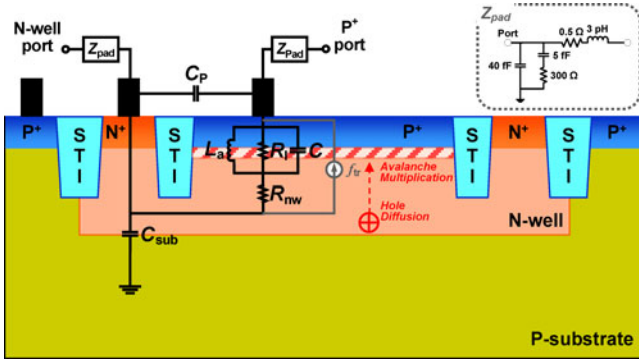 N-well
port
Zpad
P+
port
ZPad
CP
Zpad
Port
0.5 Ω
3 pH
40 fF
5 fF
300 Ω
P+
N+
STI
STI
P+
STI
N+
STI
P+
La
Rl
C
Rnw
ftr
Avalanche
Multiplication
Hole
Diffusion
N-well
Csub
P-substrate